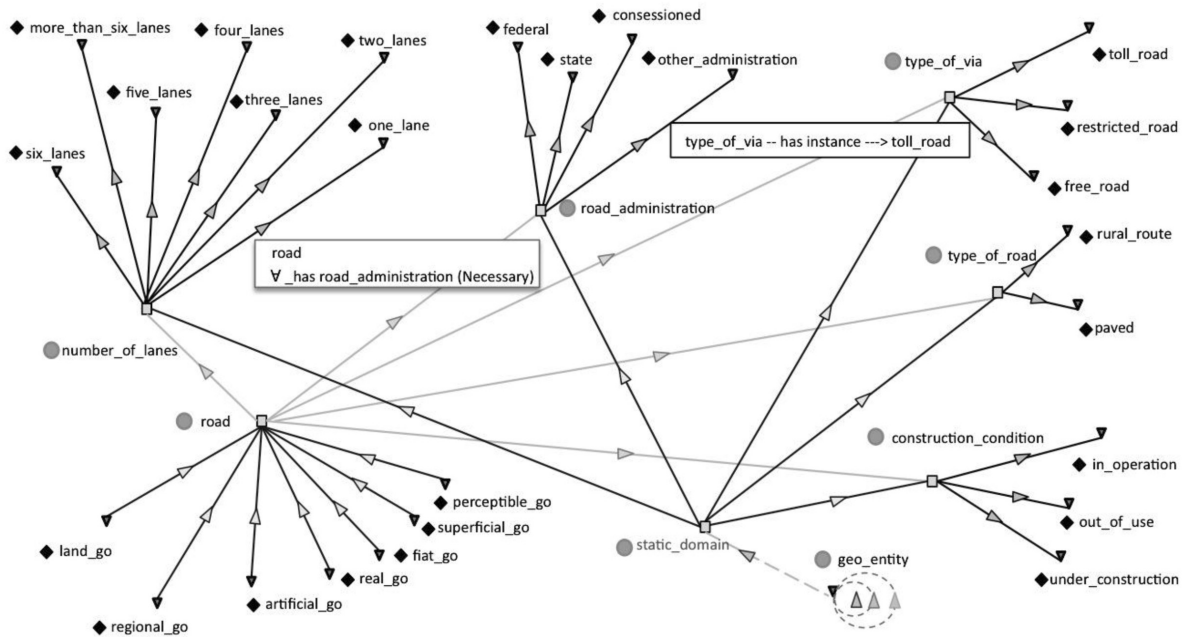 more_than_six_lanes
four_lanes
two_lanes
five_lanes
three_lanes
one_lane
six_lanes
number_of_lanes
federal
consessioned
state
other_administration
road_administration
type_of_via
toll_road
restricted_road
free_road
type_of_via -- has instance ---> toll_road
road
∀ _has road_administration (Necessary)
type_of_road
rural_route
paved
road
construction_condition
in_operation
out_of_use
under_construction
perceptible_go
superficial_go
fiat_go
real_go
artificial_go
regional_go
land_go
static_domain
geo_entity